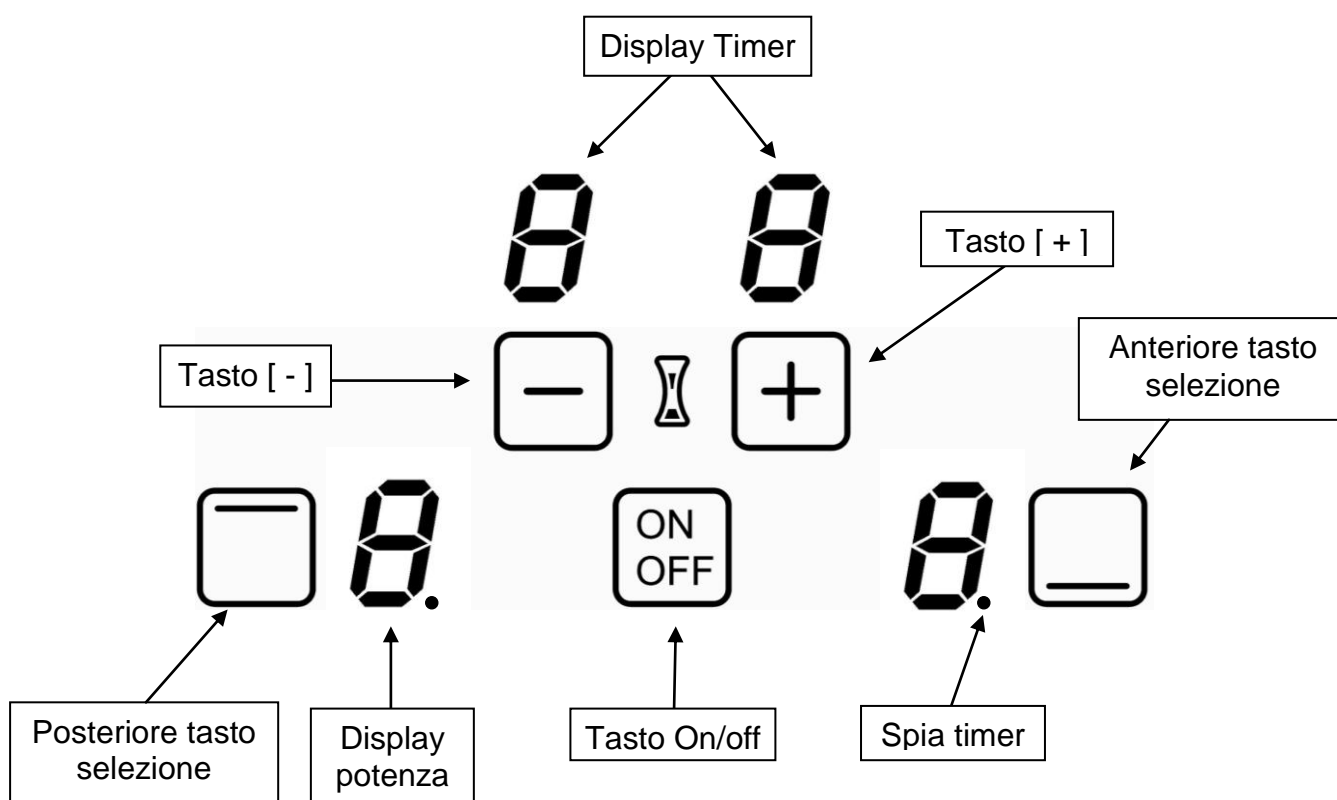 Display Timer
Tasto [ + ]
Anteriore tasto
selezione
Tasto [ - ]
ON
OFF
Posteriore tasto
selezione
Display
potenza
Tasto On/off
Spia timer